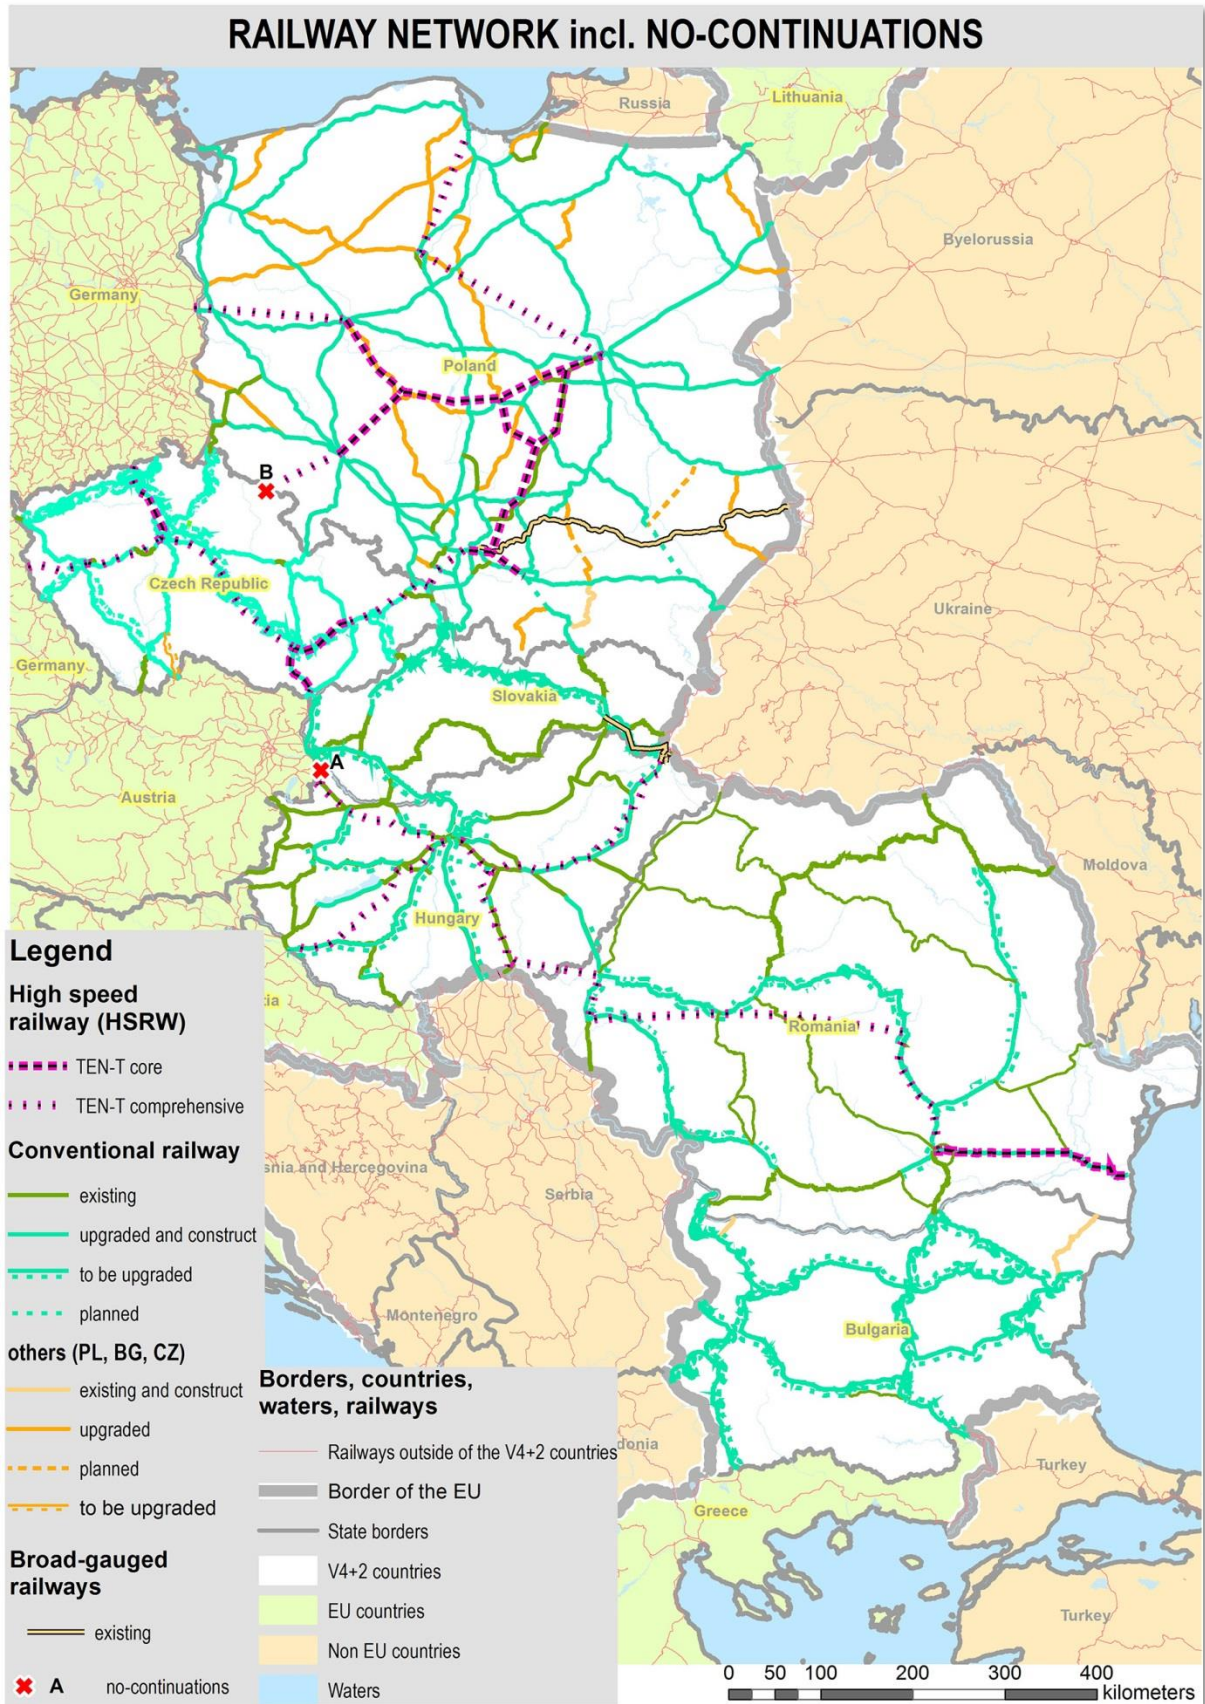 RAILWAY NETWORK incl. NO-CONTINUATIONS
Russia
Lithuania
Byelorussia
Germany
Poland
B
Czech Republic
Ukraine
Germany
Slovakia
A
Austria
Moldova
Hungary
Romania
tia
snia and Hercegovina
Serbia
Montenegro
Bulgaria
donia
Turkey
Greece
Turkey
Legend
High speed
railway (HSRW)
TEN-T core
TEN-T comprehensive
Conventional railway
existing
upgraded and construct
to be upgraded
planned
others (PL, BG, CZ)
existing and construct
upgraded
planned
to be upgraded
Broad-gauged
railways
existing
A no-continuations
Borders, countries,
waters, railways
Railways outside of the V4+2 countries
Border of the EU
State borders
V4+2 countries
EU countries
Non EU countries
Waters
0 50 100 200 300 400
kilometers